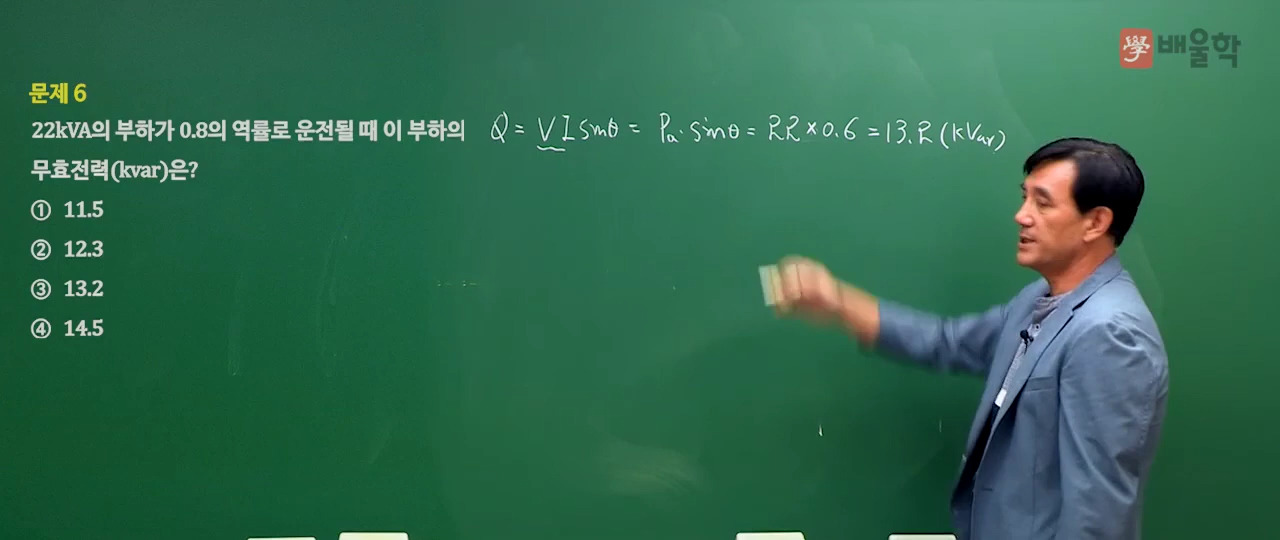 學 배울학
문제 6
22kVA의 부하가 0.8의 역률로 운전될 때 이 부하의
무효전력(kvar)은?
① 11.5
② 12.3
③ 13.2
④ 14.5
Q = VI sinθ = Pa· sinθ = 22 × 0.6 = 13.2 (kVar)